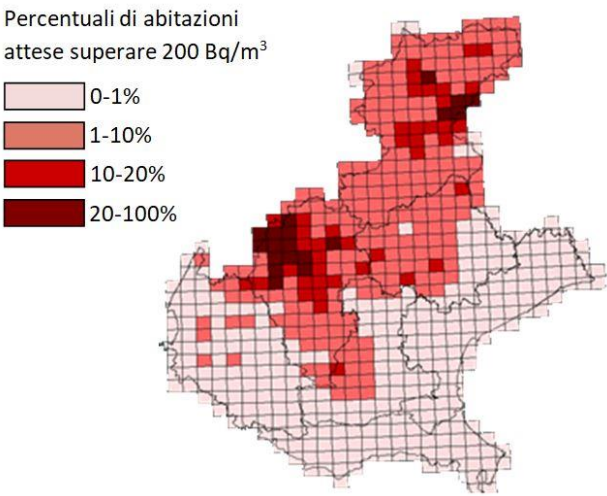 Percentuali di abitazioni
attese superare 200 Bq/m³
0-1%
1-10%
10-20%
20-100%